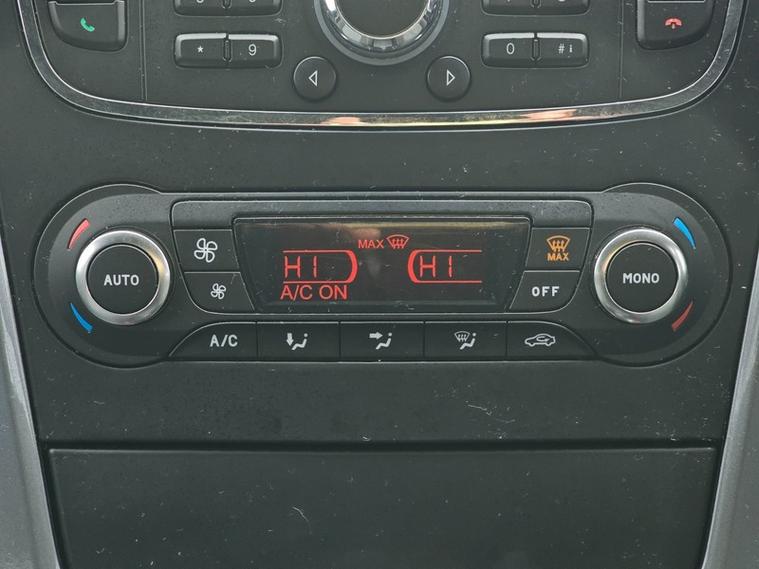 * 9 0 # i
MAX
MAX
HI HI
AUTO MONO
A/C ON OFF
A/C